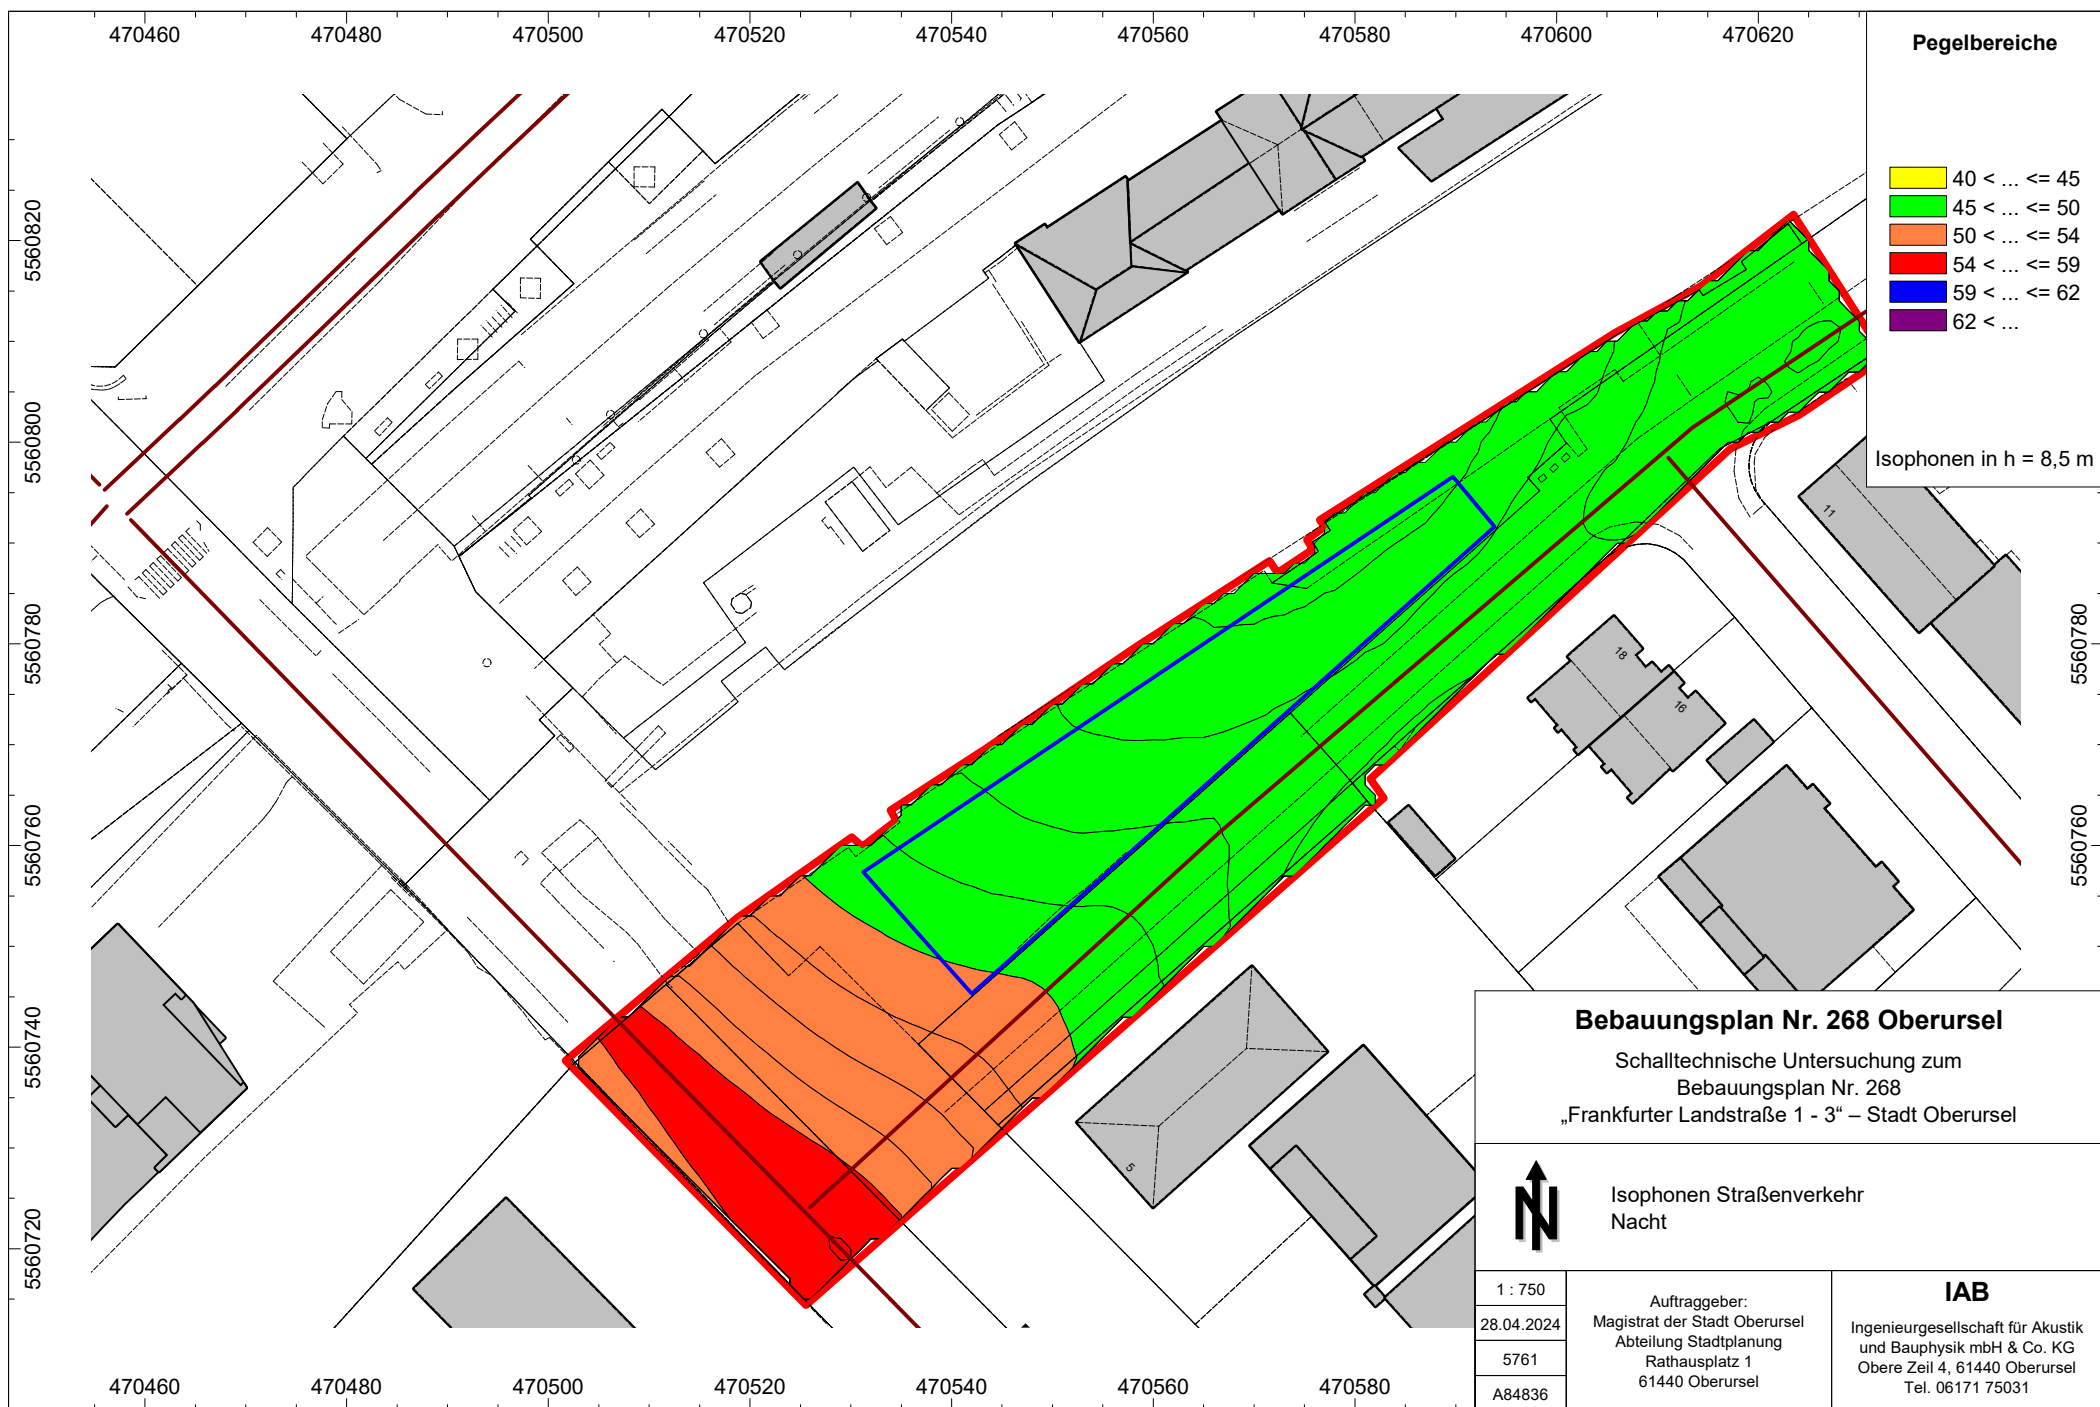 470460 470480 470500 470520 470540 470560 470580 470600 470620
Pegelbereiche
40 < ... <= 45
45 < ... <= 50
50 < ... <= 54
54 < ... <= 59
59 < ... <= 62
62 < ...
Isophonen in h = 8,5 m
5560820
5560800
5560780
5560760
5560740
5560720
5560780
5560760
11
18
16
5
Bebauungsplan Nr. 268 Oberursel
Schalltechnische Untersuchung zum
Bebauungsplan Nr. 268
„Frankfurter Landstraße 1 - 3“ – Stadt Oberursel
N
Isophonen Straßenverkehr
Nacht
1 : 750
28.04.2024
5761
A84836
Auftraggeber:
Magistrat der Stadt Oberursel
Abteilung Stadtplanung
Rathausplatz 1
61440 Oberursel
IAB
Ingenieurgesellschaft für Akustik
und Bauphysik mbH & Co. KG
Obere Zeil 4, 61440 Oberursel
Tel. 06171 75031
470460 470480 470500 470520 470540 470560 470580